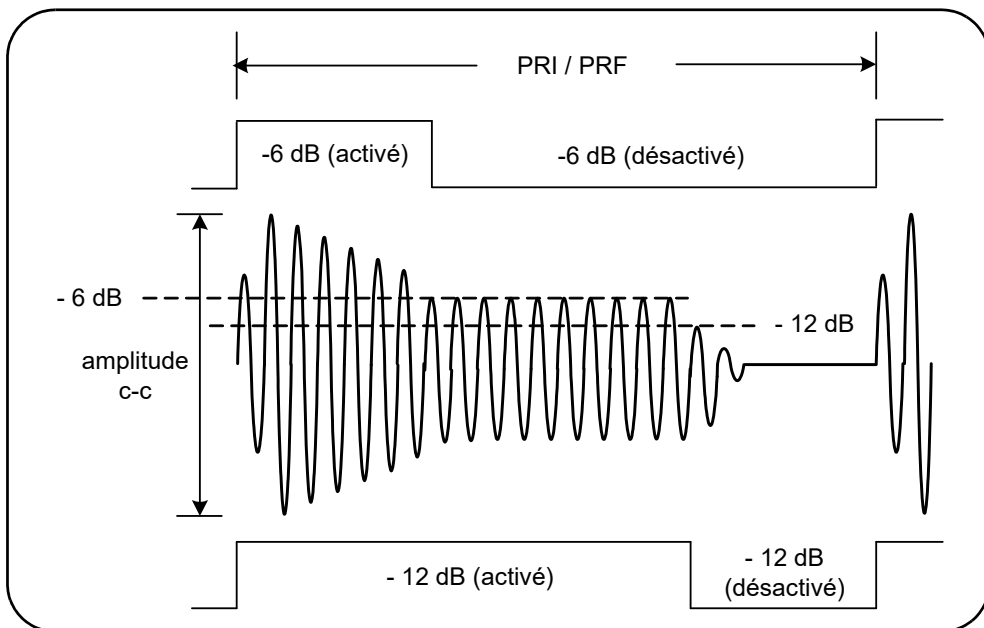 PRI / PRF
-6 dB (activé)
-6 dB (désactivé)
- 6 dB
- 12 dB
amplitude
c-c
- 12 dB (activé)
- 12 dB
(désactivé)